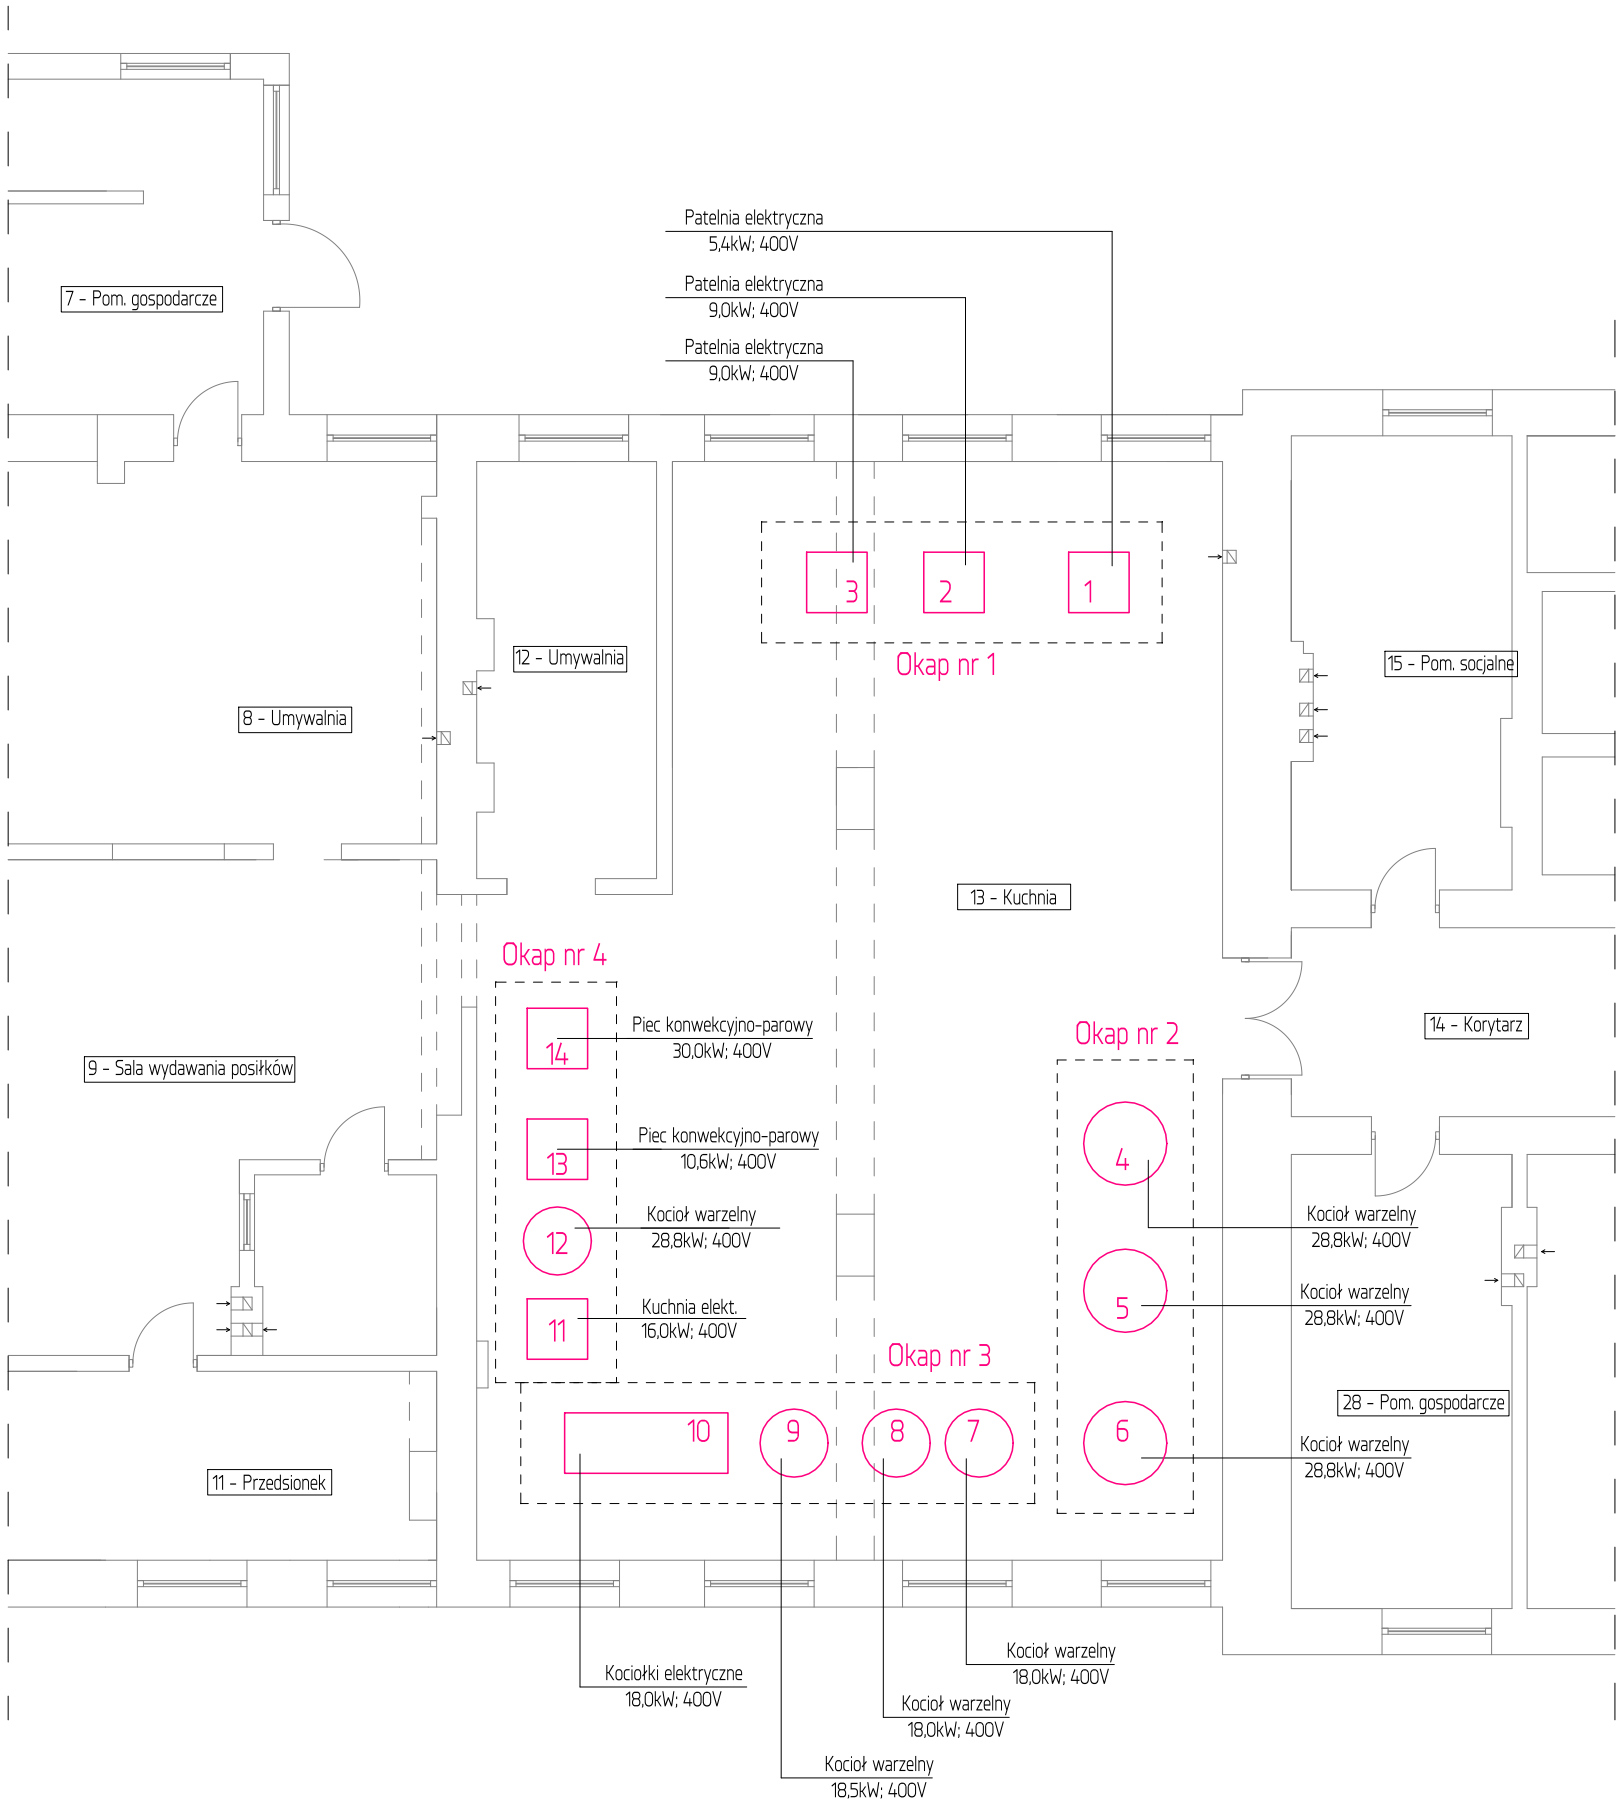 Patelnia elektryczna
5,4kW; 400V
Patelnia elektryczna
9,0kW; 400V
7 - Pom. gospodarcze
Patelnia elektryczna
9,0kW; 400V
3
2
1
Okap nr 1
12 - Umywalnia
15 - Pom. socjalne
8 - Umywalnia
13 - Kuchnia
Okap nr 4
Piec konwekcyjno-parowy
30,0kW; 400V
14
Okap nr 2
14 - Korytarz
9 - Sala wydawania posiłków
Piec konwekcyjno-parowy
10,6kW; 400V
13
4
Kocioł warzelny
28,8kW; 400V
12
Kocioł warzelny
28,8kW; 400V
Kuchnia elekt.
16,0kW; 400V
11
5
Kocioł warzelny
28,8kW; 400V
Okap nr 3
28 - Pom. gospodarcze
10
9
8
7
6
Kocioł warzelny
28,8kW; 400V
11 - Przedsionek
Kocioł warzelny
18,0kW; 400V
Kociołki elektryczne
18,0kW; 400V
Kocioł warzelny
18,0kW; 400V
Kocioł warzelny
18,5kW; 400V